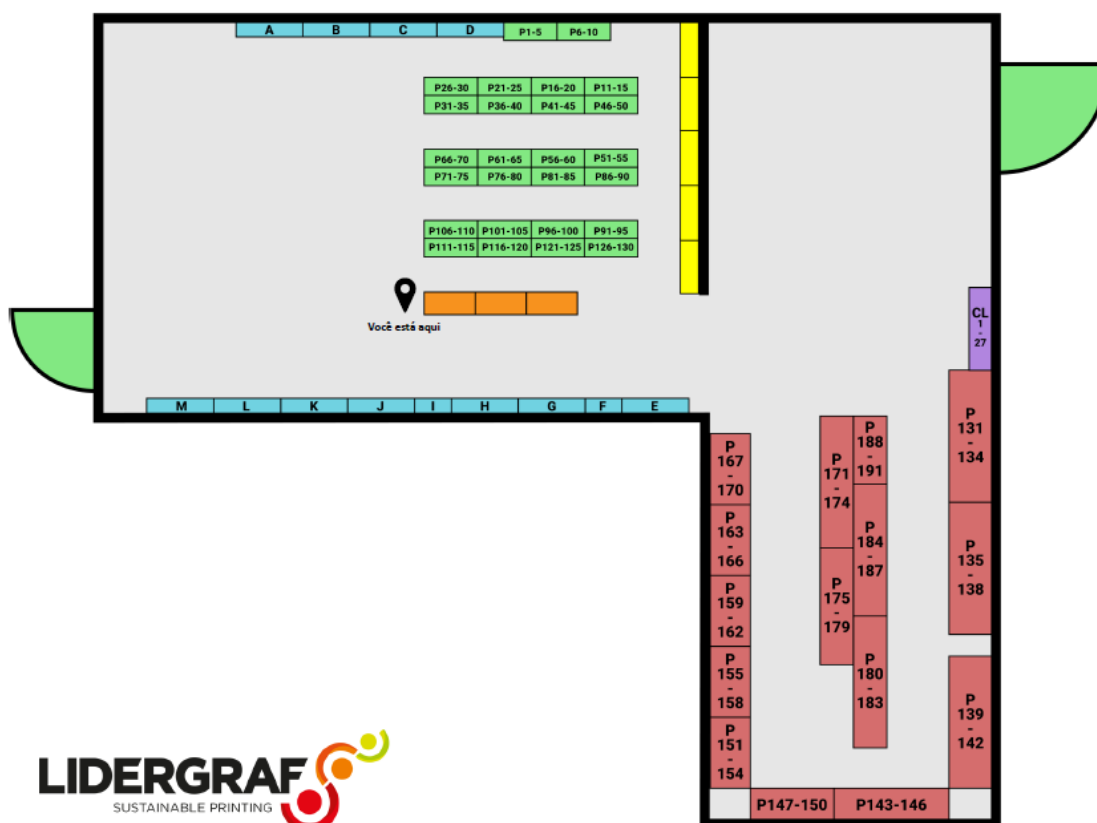 A B C D P1-5 P6-10
P26-30 P21-25 P16-20 P11-15
P31-35 P36-40 P41-45 P46-50
P66-70 P61-65 P56-60 P51-55
P71-75 P76-80 P81-85 P86-90
P106-110 P101-105 P96-100 P91-95
P111-115 P116-120 P121-125 P126-130
Você está aqui
M L K J I H G F E
CL
1
-
27
P
131
-
134
P
135
-
138
P
139
-
142
P
188
-
191
P
171
-
174
P
184
-
187
P
175
-
179
P
180
-
183
P
167
-
170
P
163
-
166
P
159
-
162
P
155
-
158
P
151
-
154
P147-150 P143-146
LIDERGRAF
SUSTAINABLE PRINTING